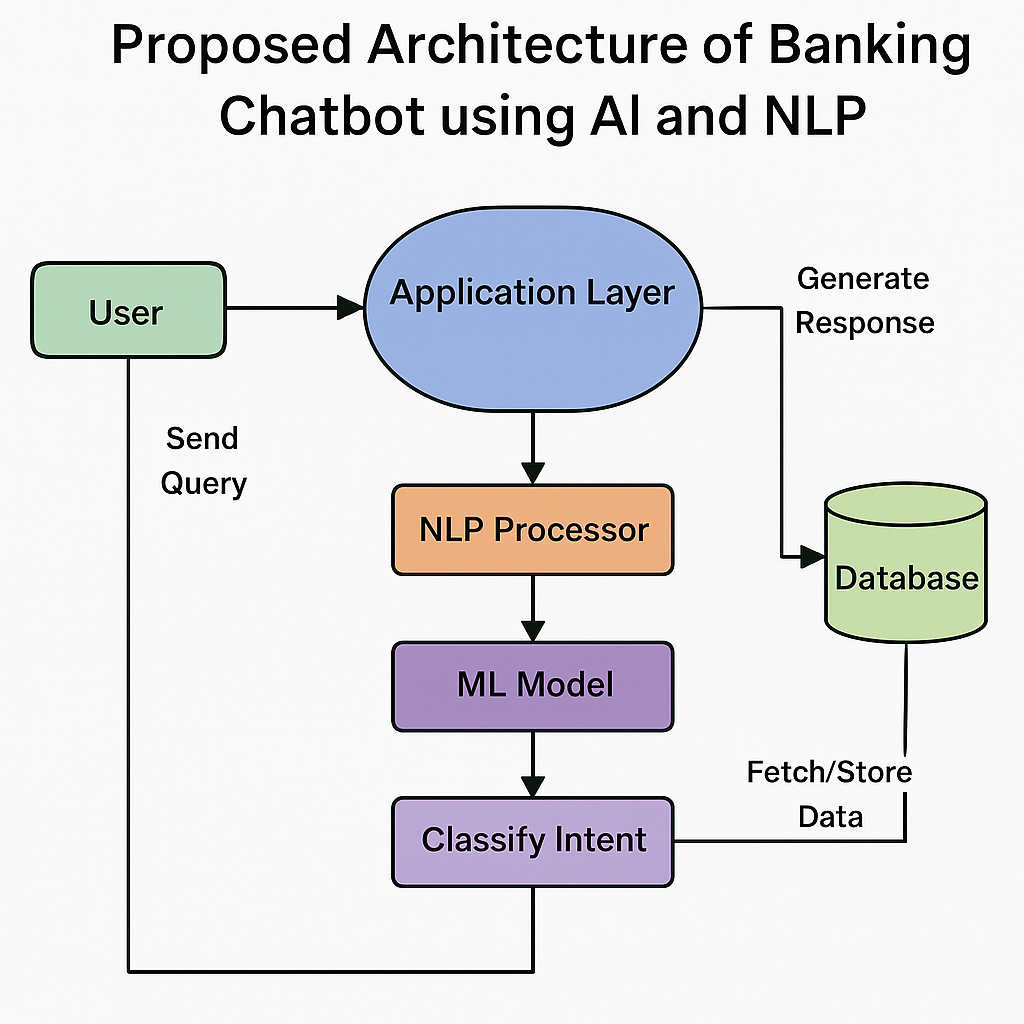 Proposed Architecture of Banking
Chatbot using AI and NLP
User
Application Layer
Generate
Response
Send
Query
NLP Processor
Database
ML Model
Fetch/Store
Data
Classify Intent